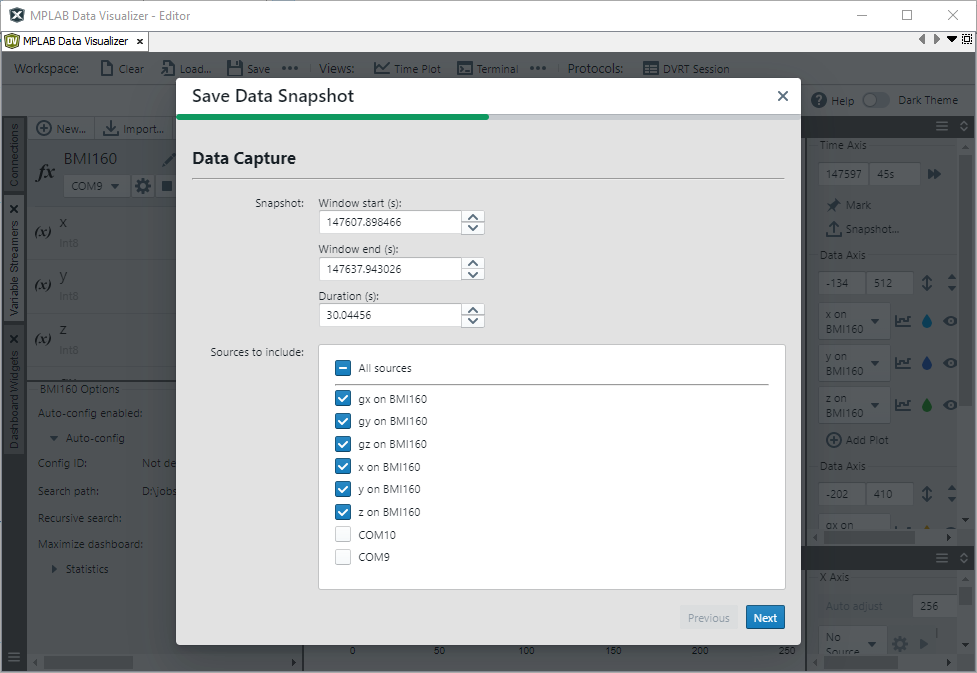 MPLAB Data Visualizer - Editor
DV MPLAB Data Visualizer ×
Workspace: Clear Load... Save ••• Views: Time Plot Terminal ••• Protocols: DVRT Session
Help Dark Theme
Connections
Variable Streamers
Dashboard Widgets
New... Import...
fx BMI160
COM9
(x) x
Int8
(x) y
Int8
(x) z
Int8
BMI160 Options
Auto-config enabled:
Auto-config
Config ID: Not de
Search path: D:\jobs
Recursive search:
Maximize dashboard:
Statistics
Save Data Snapshot
Data Capture
Snapshot: Window start (s):
147607.898466
Window end (s):
147637.943026
Duration (s):
30.04456
Sources to include:
All sources
gx on BMI160
gy on BMI160
gz on BMI160
x on BMI160
y on BMI160
z on BMI160
COM10
COM9
Previous Next
0 50 100 150 200 250
Time Axis
147597 45s
Mark
Snapshot...
Data Axis
-134 512
x on
BMI160
y on
BMI160
z on
BMI160
Add Plot
Data Axis
-202 410
gx on
X Axis
Auto adjust 256
No
Source